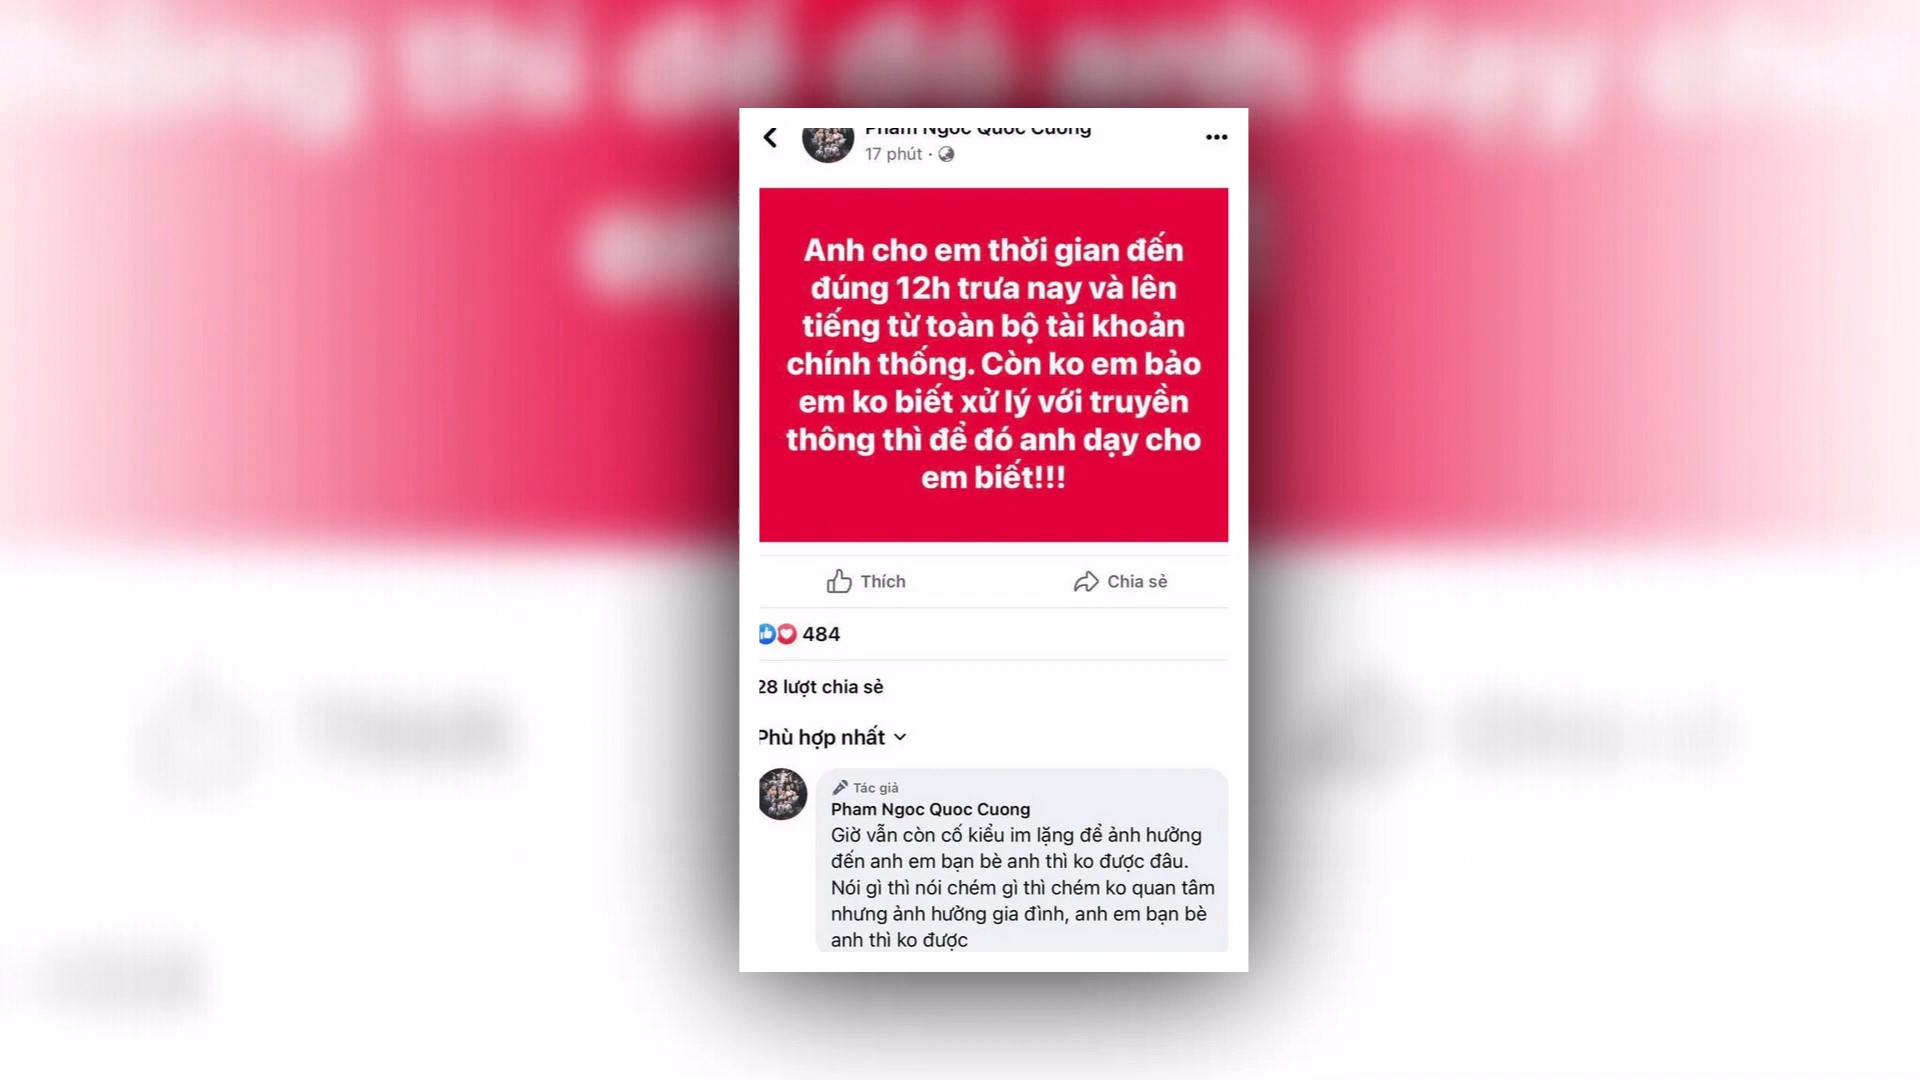 Pham Ngoc Quoc Cuong
17 phút ·
Anh cho em thời gian đến
đúng 12h trưa nay và lên
tiếng từ toàn bộ tài khoản
chính thống. Còn ko em bảo
em ko biết xử lý với truyền
thông thì để đó anh dạy cho
em biết!!!
Thích
Chia sẻ
484
28 lượt chia sẻ
Phù hợp nhất
Tác giả
Pham Ngoc Quoc Cuong
Giờ vẫn còn cố kiểu im lặng để ảnh hưởng
đến anh em bạn bè anh thì ko được đâu.
Nói gì thì nói chém gì thì chém ko quan tâm
nhưng ảnh hưởng gia đình, anh em bạn bè
anh thì ko được